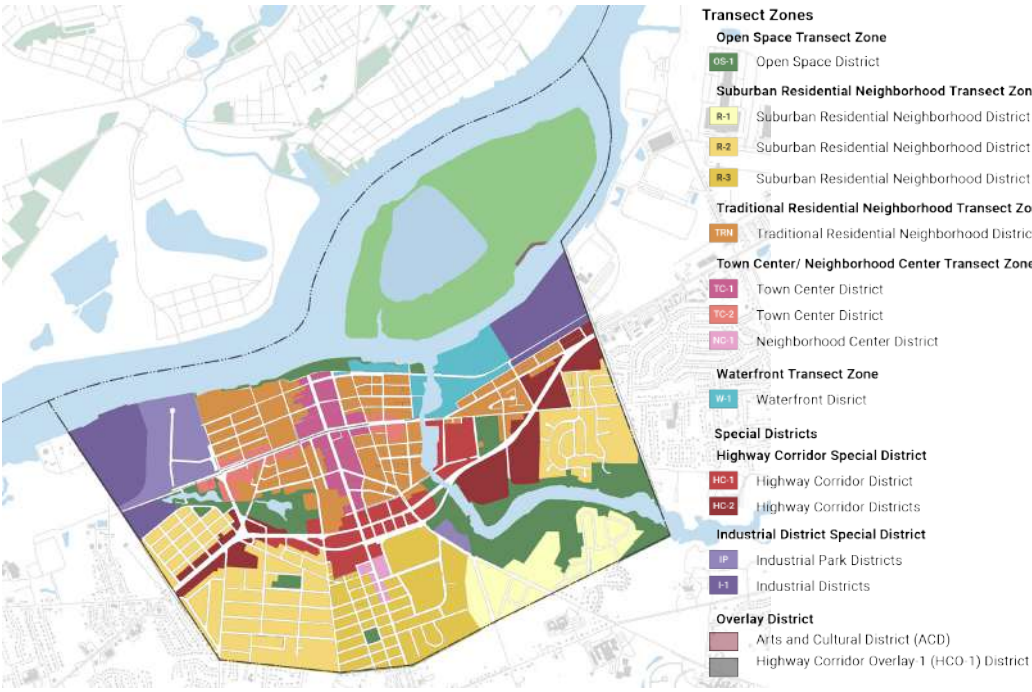 Transect Zones
Open Space Transect Zone
OS-1 Open Space District
Suburban Residential Neighborhood Transect Zon
R-1 Suburban Residential Neighborhood District
R-2 Suburban Residential Neighborhood District
R-3 Suburban Residential Neighborhood District
Traditional Residential Neighborhood Transect Zo
TRN Traditional Residential Neighborhood Distric
Town Center/ Neighborhood Center Transect Zone
TC-1 Town Center District
TC-2 Town Center District
NC-1 Neighborhood Center District
Waterfront Transect Zone
W-1 Waterfront Disrict
Special Districts
Highway Corridor Special District
HC-1 Highway Corridor District
HC-2 Highway Corridor Districts
Industrial District Special District
IP Industrial Park Districts
I-1 Industrial Districts
Overlay District
Arts and Cultural District (ACD)
Highway Corridor Overlay-1 (HCO-1) District